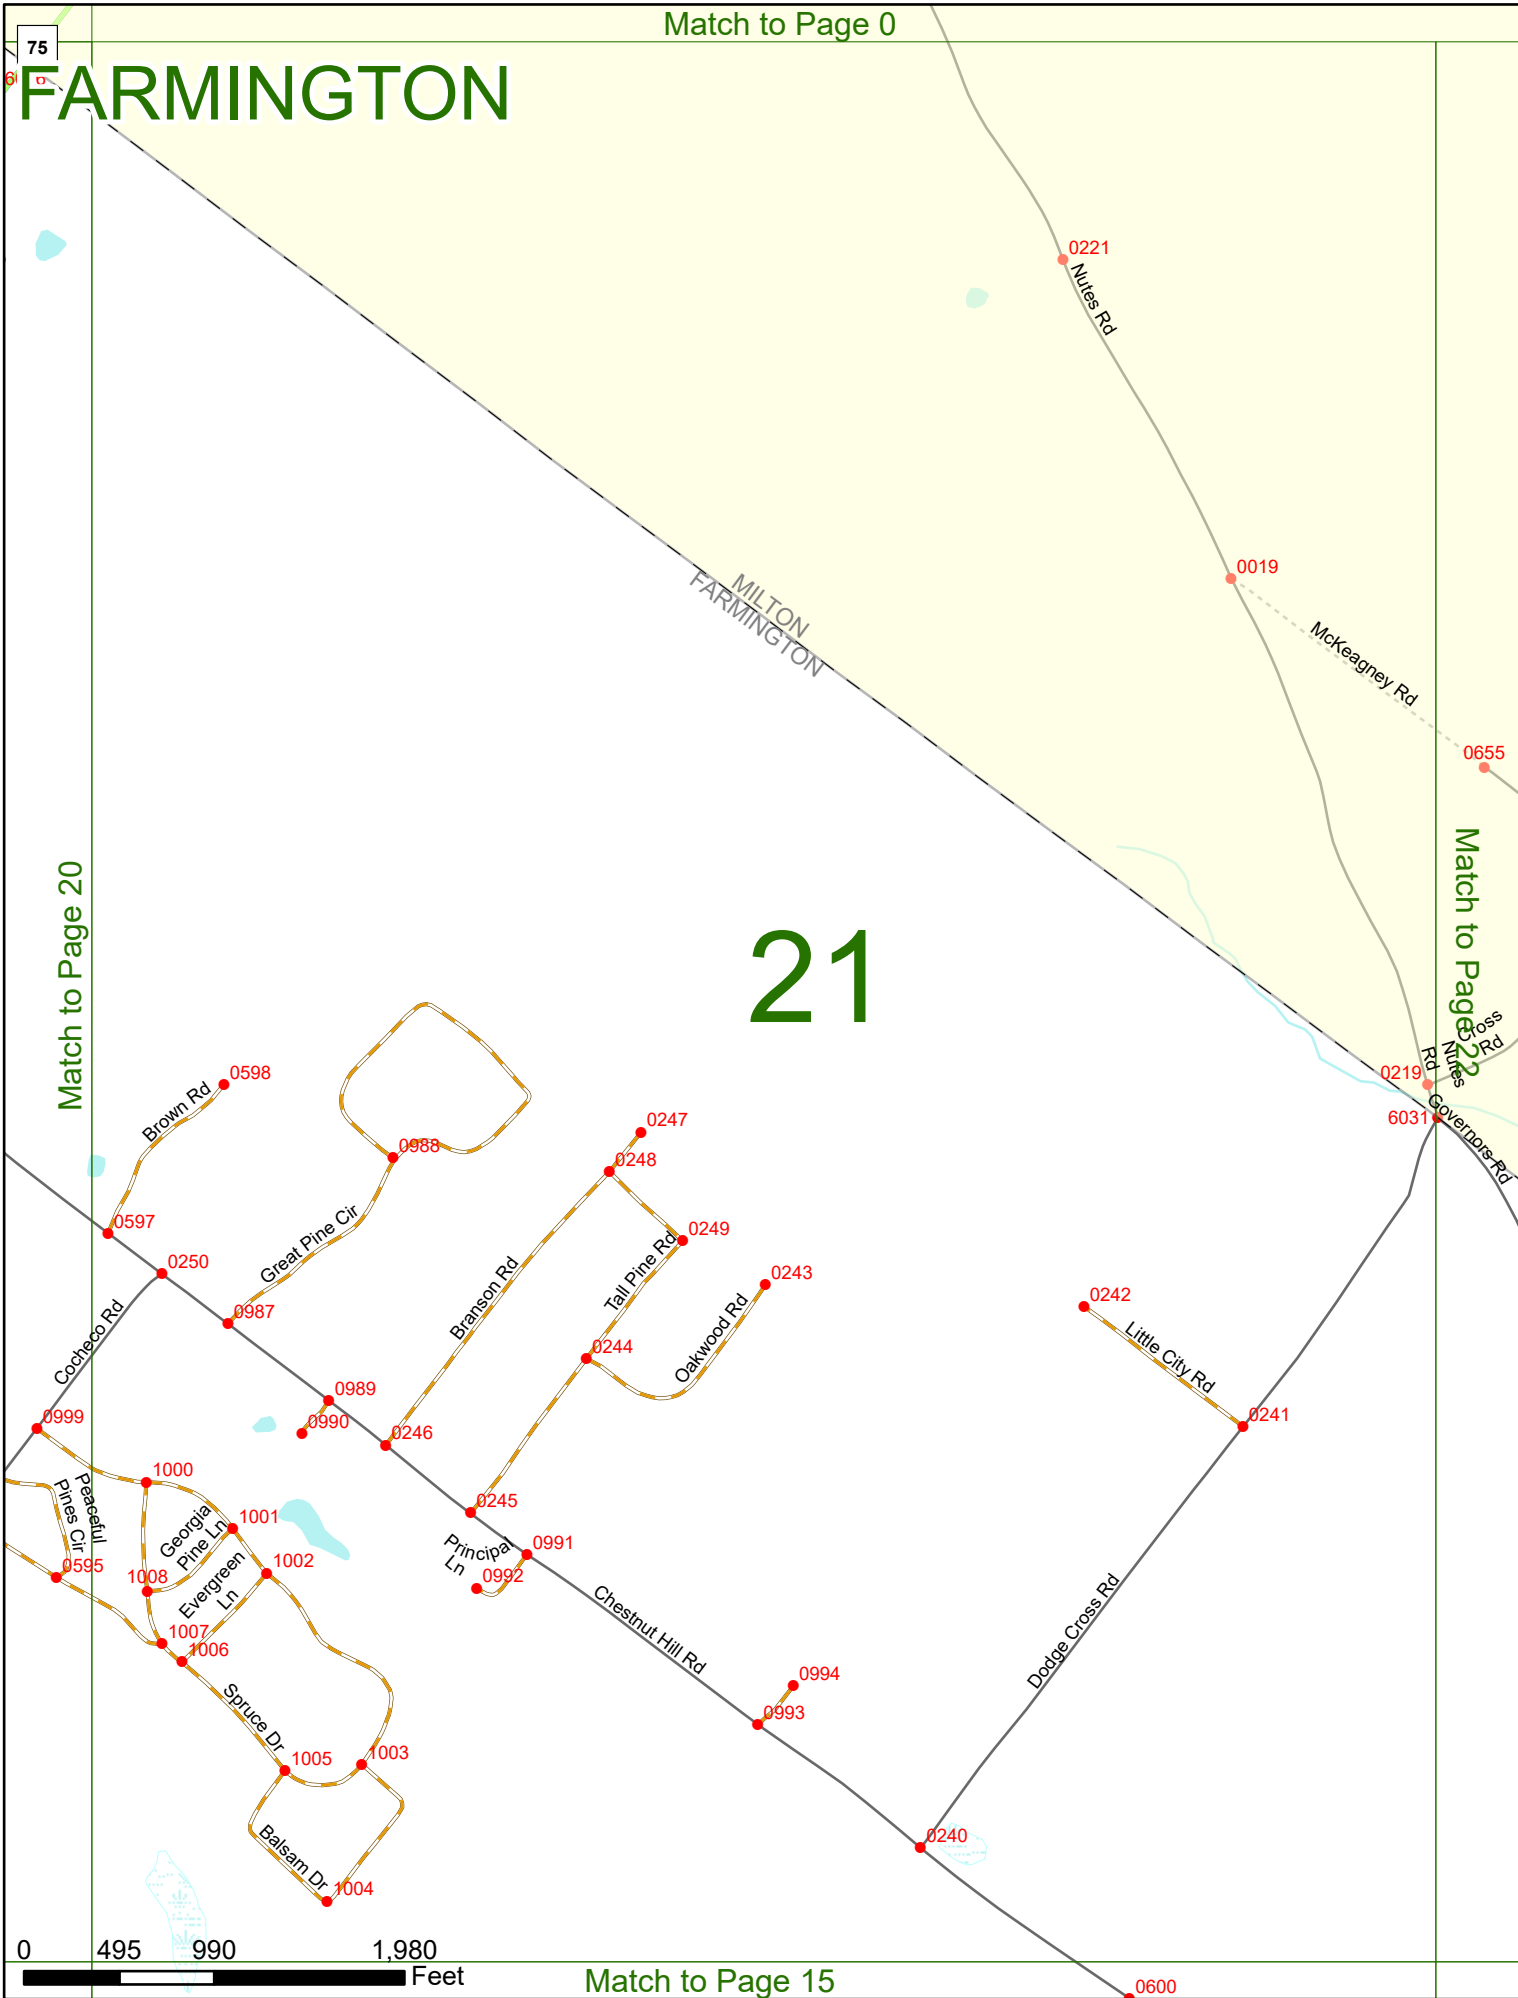 Match to Page 0
75
FARMINGTON
0221
Nutes Rd
0019
MILTON
FARMINGTON
McKeagney Rd
0655
Match to Page 20
Match to Page 22
21
Cross
Rd
Nutes
Rd
0219
6031
Governors Rd
0598
Brown Rd
0988
0247
0248
0597
0249
0250
Great Pine Cir
Branson Rd
Tall Pine Rd
0243
0242
0987
Cocheco Rd
Oakwood Rd
Little City Rd
0244
0989
0990
0999
0246
0241
1000
Peaceful
Pines Cir
0245
Georgia
Pine Ln
1001
Principal
Ln
0991
1002
0595
1008
Evergreen
Ln
0992
Chestnut Hill Rd
Dodge Cross Rd
1007
1006
0994
Spruce Dr
0993
1003
1005
0240
Balsam Dr
1004
0 495 990 1,980
Feet
Match to Page 15
0600